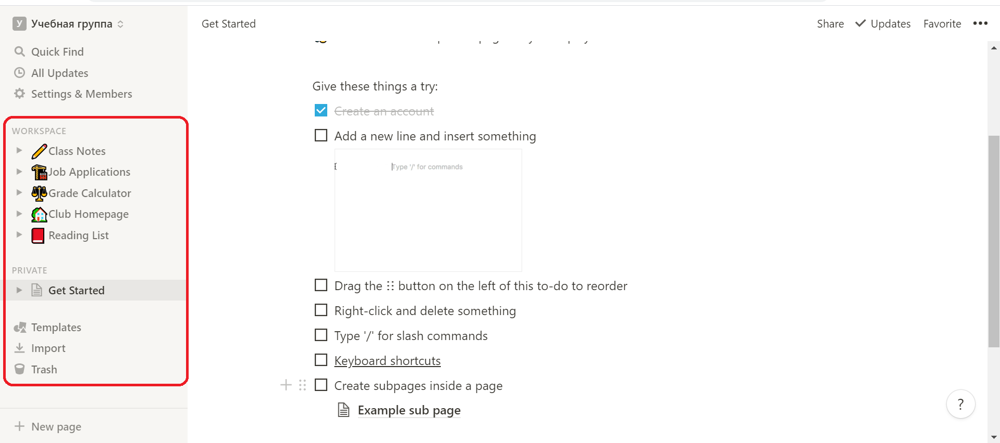 У Учебная группа
Quick Find
All Updates
Settings & Members
WORKSPACE
Class Notes
Job Applications
Grade Calculator
Club Homepage
Reading List
PRIVATE
Get Started
Templates
Import
Trash
+ New page
Get Started
Share ✓ Updates Favorite •••
Give these things a try:
Create an account
Add a new line and insert something
Type '/' for commands
Drag the ⠿ button on the left of this to-do to reorder
Right-click and delete something
Type '/' for slash commands
Keyboard shortcuts
Create subpages inside a page
Example sub page
?